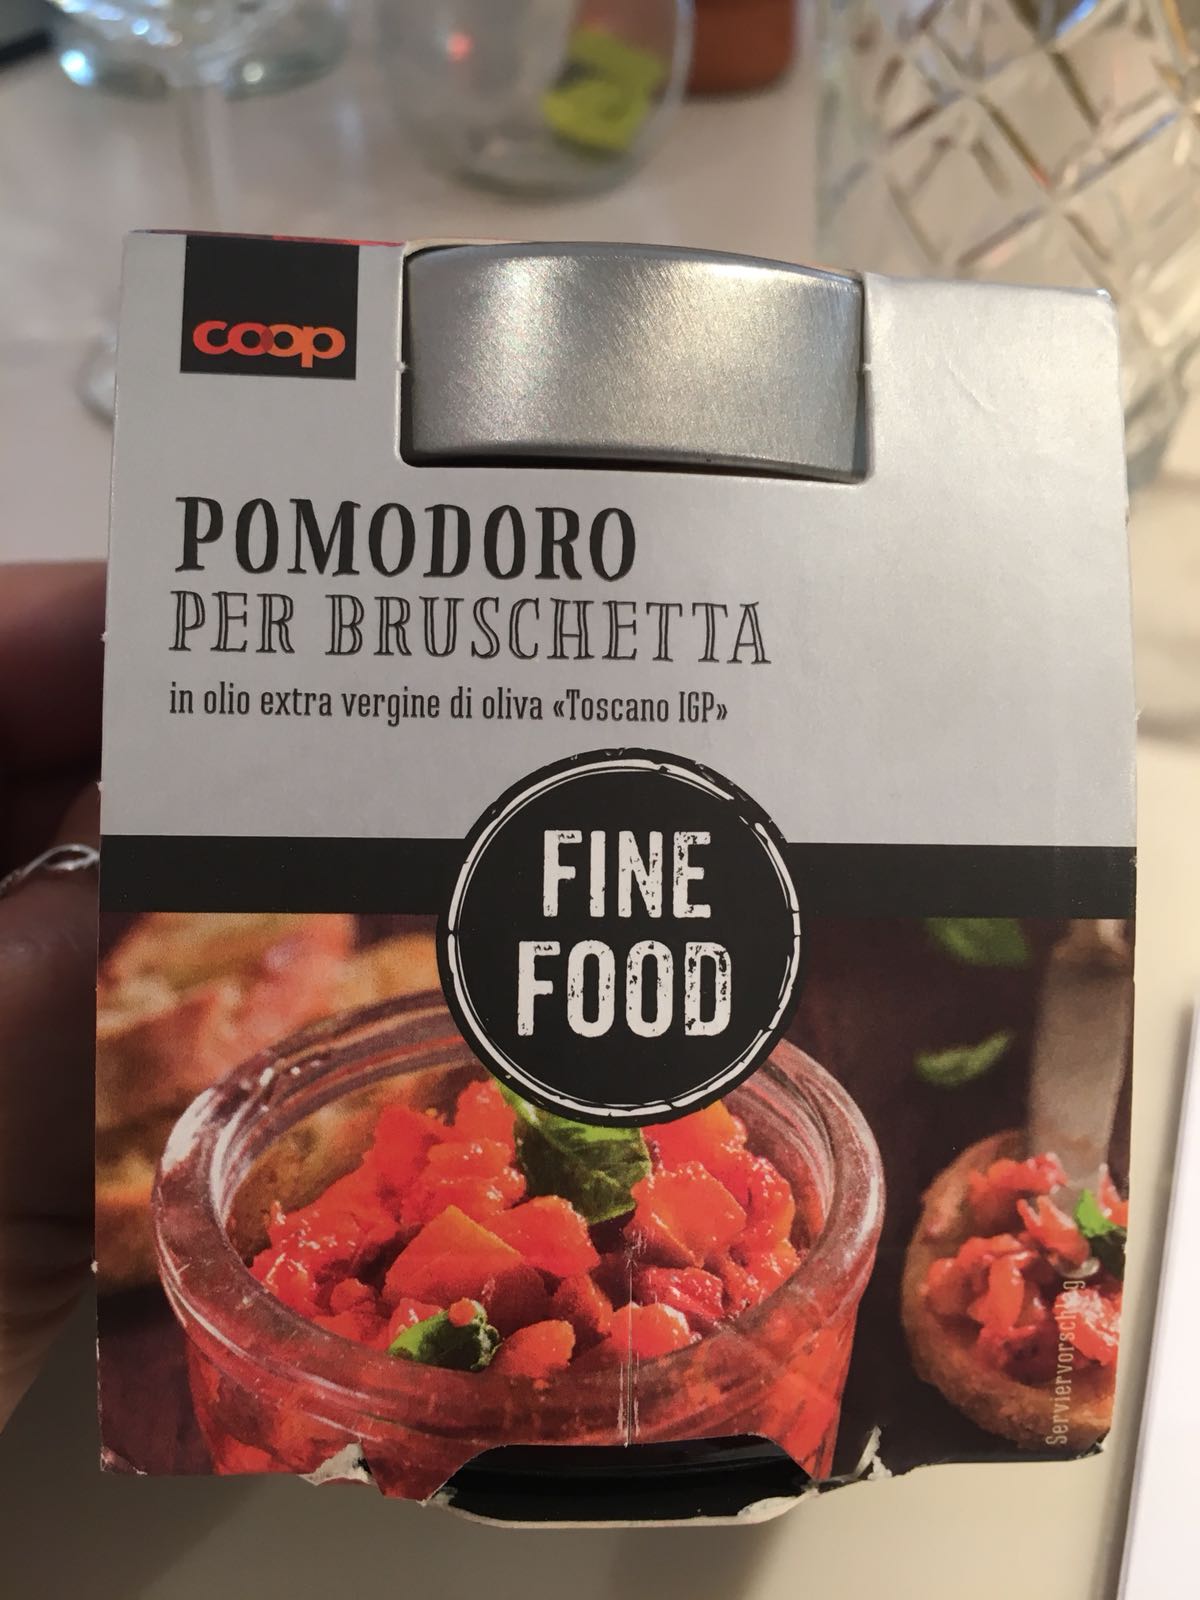 coop
POMODORO
PER BRUSCHETTA
in olio extra vergine di oliva «Toscano IGP»
FINE
FOOD
Serviervorschlag